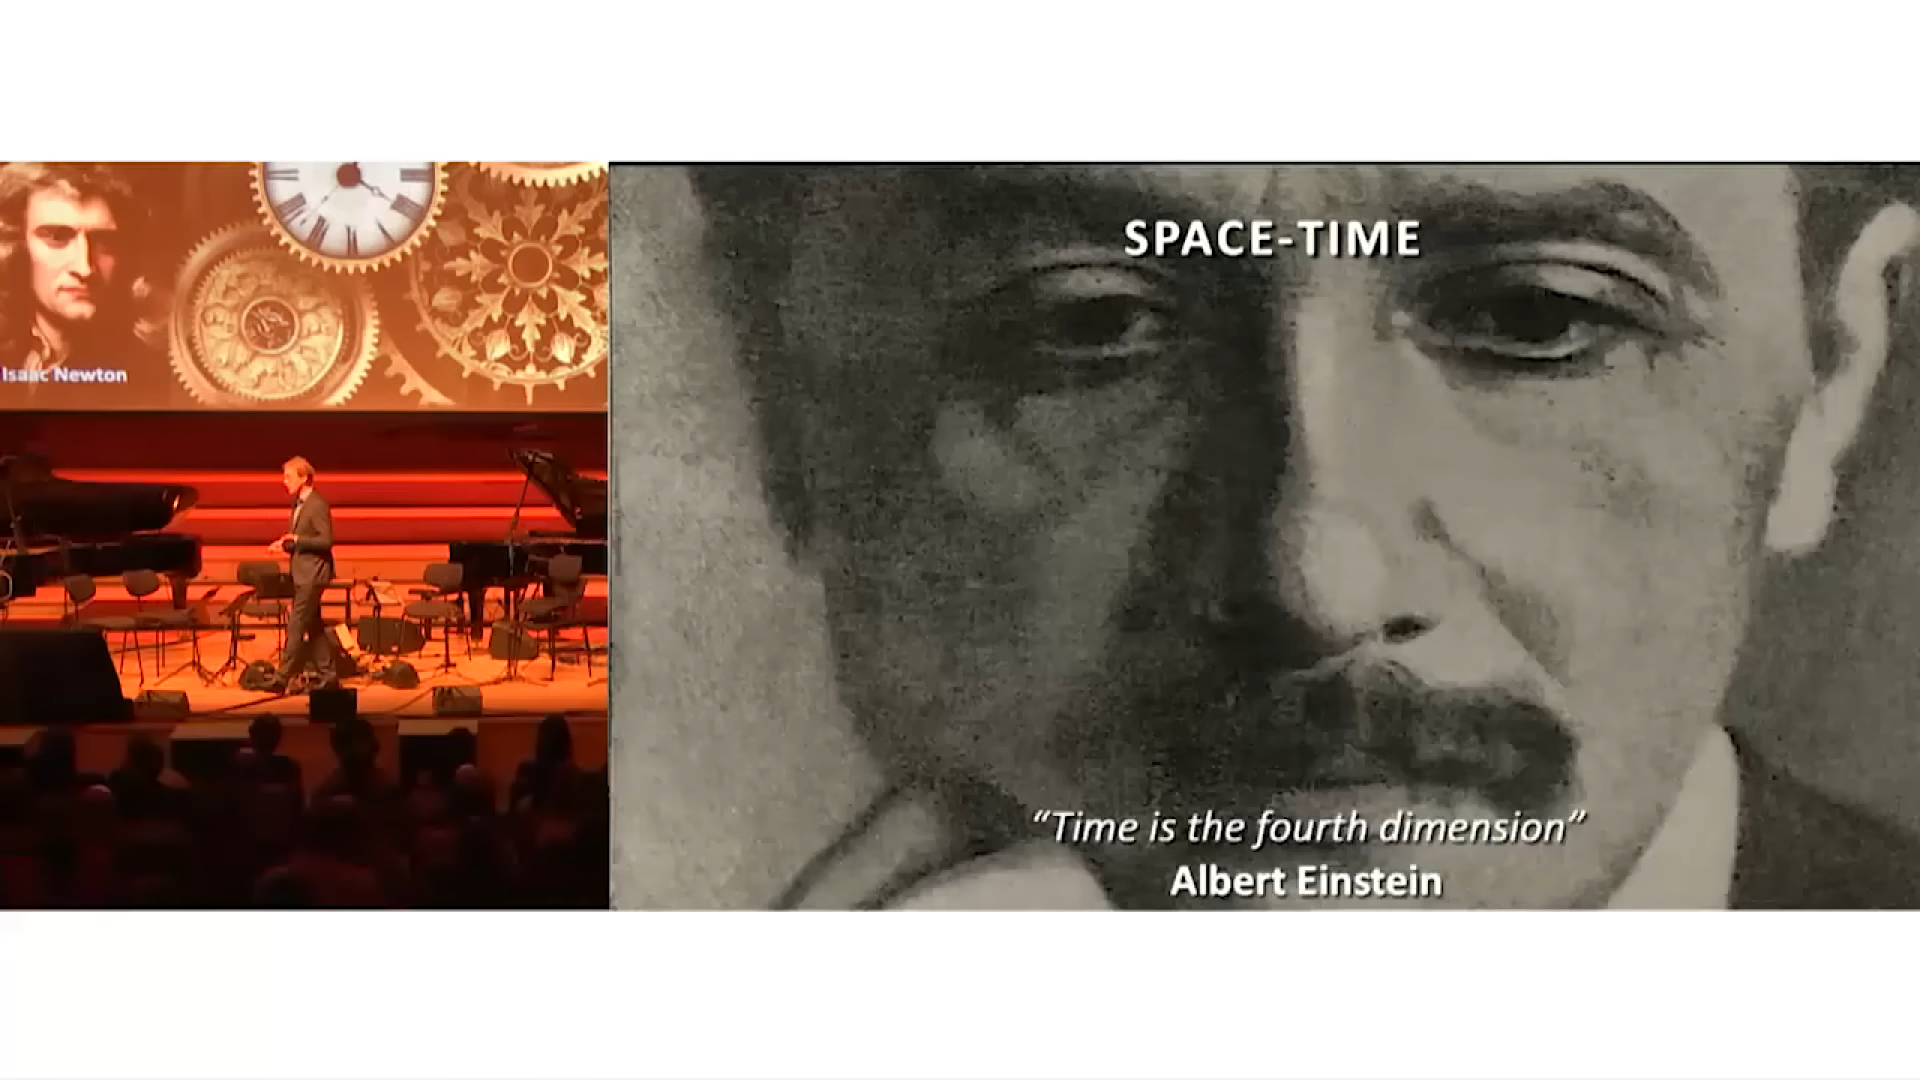 Isaac Newton
SPACE-TIME
“Time is the fourth dimension”
Albert Einstein